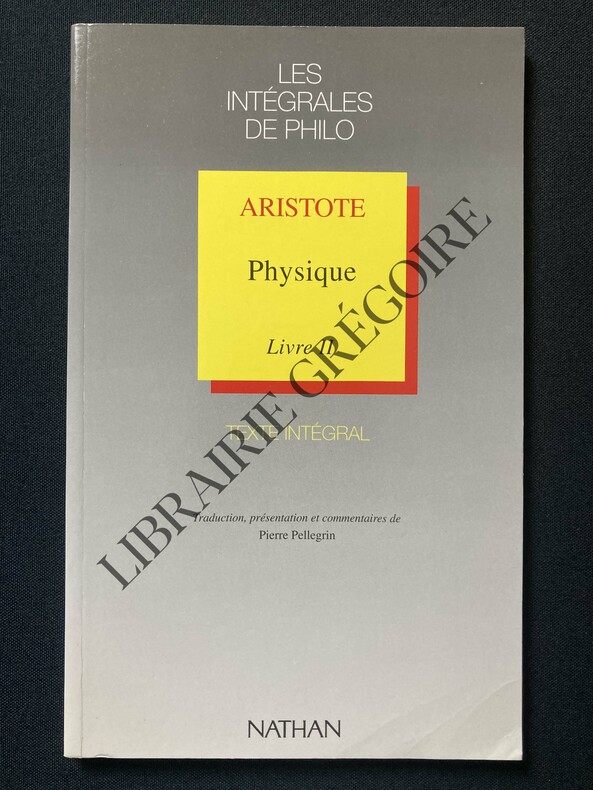 LES
INTÉGRALES
DE PHILO
ARISTOTE
Physique
Livre II
TEXTE INTÉGRAL
Traduction, présentation et commentaires de
Pierre Pellegrin
NATHAN
LIBRAIRIE GRÉGOIRE